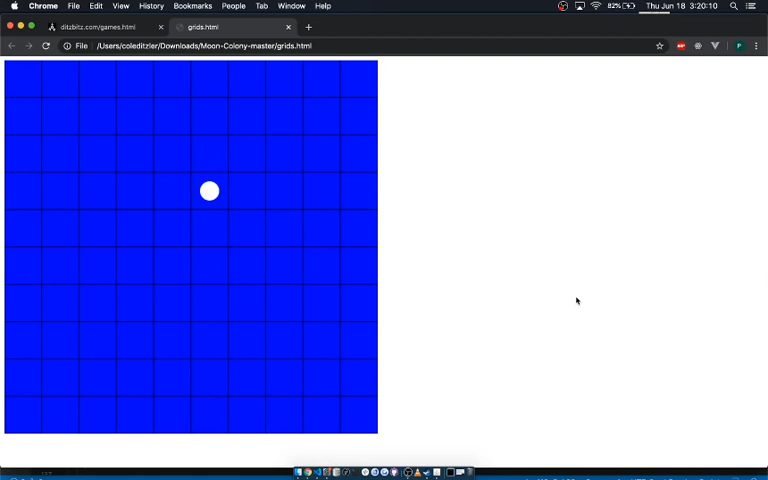 Chrome File Edit View History Bookmarks People Tab Window Help 82% Thu Jun 18 3:20:10
ditzbitz.com/games.html grids.html
File /Users/coleditzler/Downloads/Moon-Colony-master/grids.html